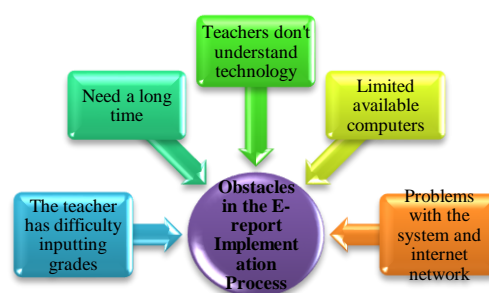 Teachers don't
understand
technology
Need a long
time
Limited
available
computers
The teacher
has difficulty
inputting
grades
Obstacles
in the E-
report
Implement
ation
Process
Problems
with the
system and
internet
network